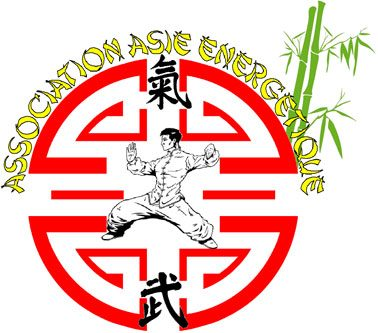 ASSOCIATION ASIE ENERGETIQUE
氣
武